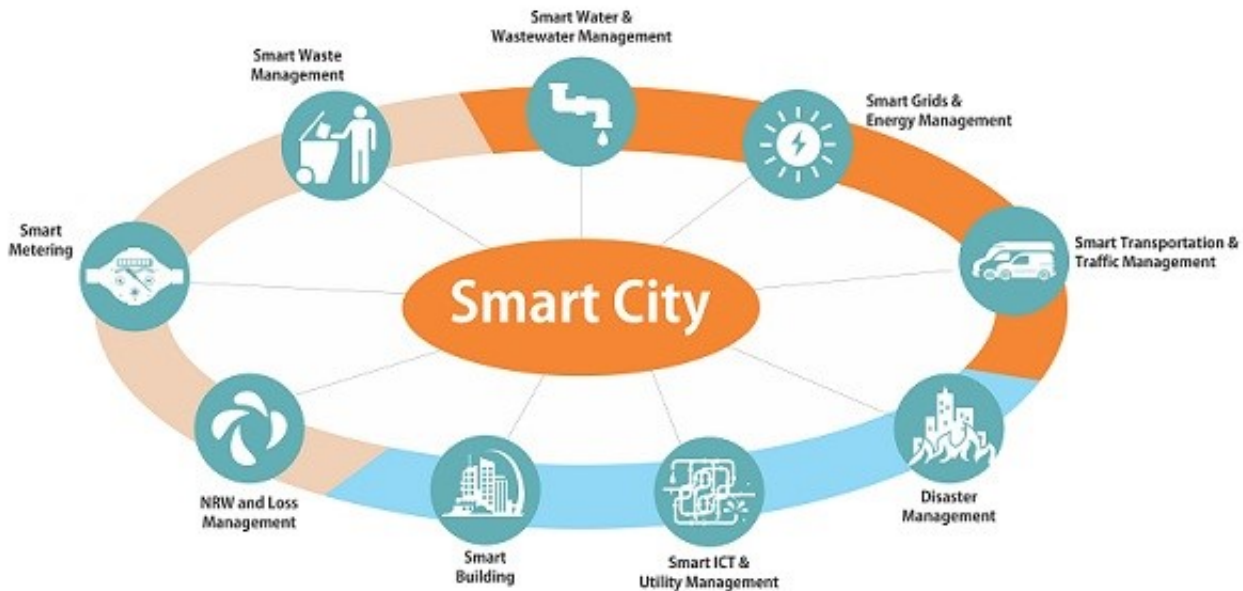 Smart Water &
Wastewater Management
Smart Waste
Management
Smart Grids &
Energy Management
Smart
Metering
Smart Transportation &
Traffic Management
Smart City
NRW and Loss
Management
Disaster
Management
Smart
Building
Smart ICT &
Utility Management